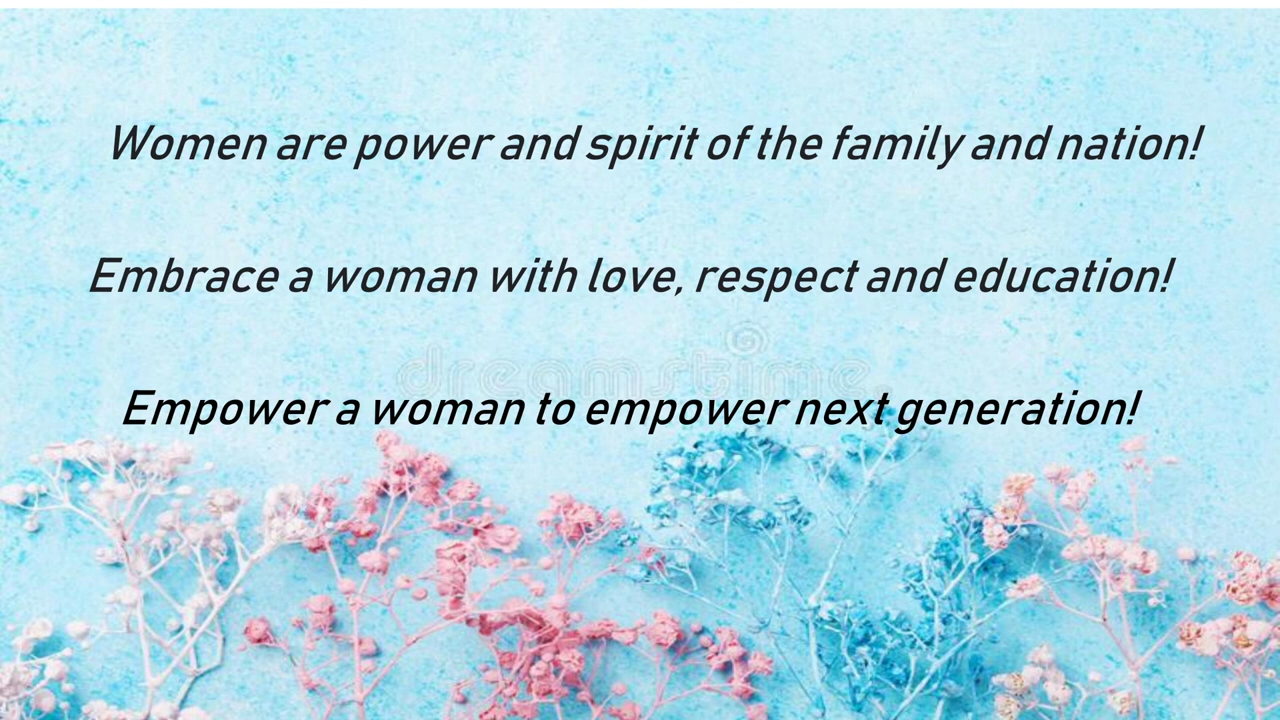 Women are power and spirit of the family and nation!
Embrace a woman with love, respect and education!
dreamstime
Empower a woman to empower next generation!